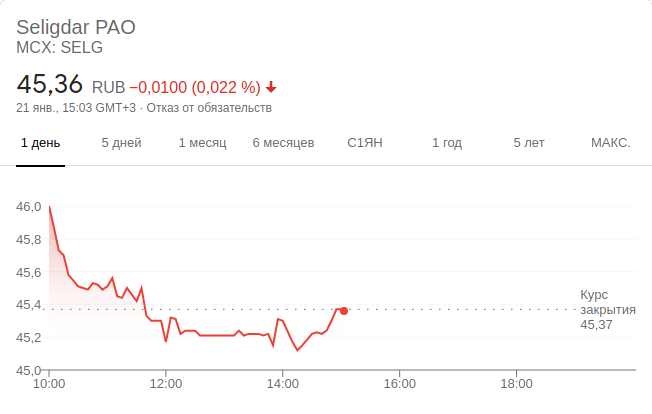 Seligdar PAO
MCX: SELG
45,36 RUB −0,0100 (0,022 %)
21 янв., 15:03 GMT+3 · Отказ от обязательств
1 день 5 дней 1 месяц 6 месяцев С1ЯН 1 год 5 лет МАКС.
46,0
45,8
45,6
45,4
45,2
45,0
Курс
закрытия
45,37
10:00 12:00 14:00 16:00 18:00